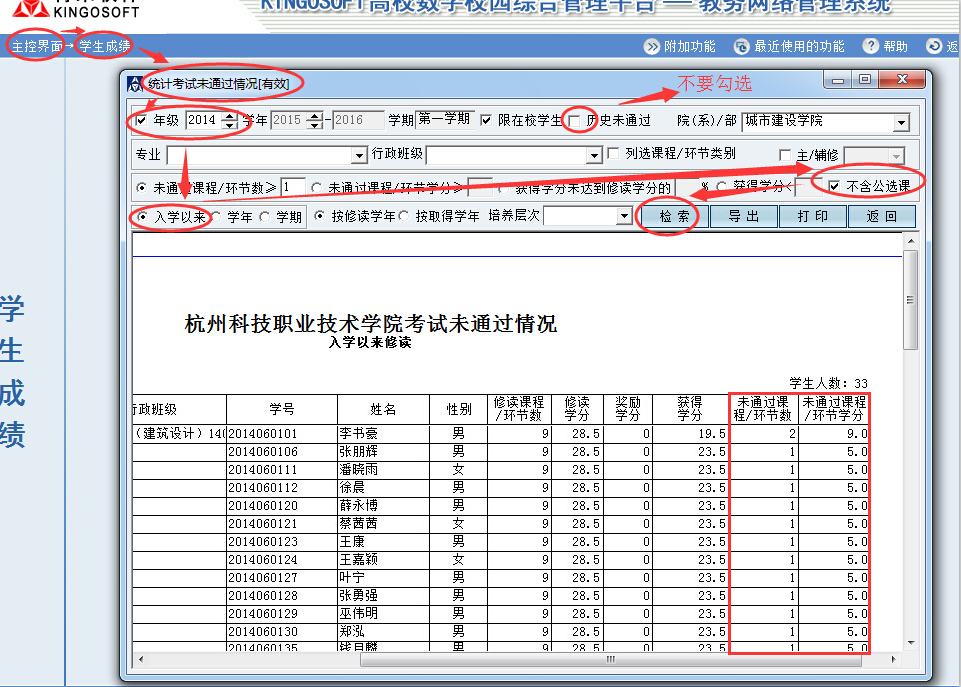 KINGOSOFT
KINGOSOFT高校数字校园综合管理平台 — 教务网络管理系统
主控界面→学生成绩
附加功能 最近使用的功能 帮助 返
统计考试未通过情况[有效]
不要勾选
年级 2014 学年 2015 - 2016 学期 第一学期 限在校学生 历史未通过 院(系)/部 城市建设学院
专业 行政班级 列选课程/环节类别 主/辅修
未通过课程/环节数≥ 1 未通过课程/环节学分≥ 获得学分未达到修读学分的 % 获得学分< 不含公选课
入学以来 学年 学期 按修读学年 按取得学年 培养层次 检索 导出 打印 返回
学生成绩
杭州科技职业技术学院考试未通过情况
入学以来修读
学生人数: 33
行政班级 学号 姓名 性别 修读课程/环节数 修读学分 奖励学分 获得学分 未通过课程/环节数 未通过课程/环节学分
(建筑设计) 140 2014060101 李书豪 男 9 28.5 0 19.5 2 9.0
2014060106 张朋辉 男 9 28.5 0 23.5 1 5.0
2014060111 潘晓雨 女 9 28.5 0 23.5 1 5.0
2014060112 徐晨 男 9 28.5 0 23.5 1 5.0
2014060120 薛永博 男 9 28.5 0 23.5 1 5.0
2014060121 蔡茜茜 女 9 28.5 0 23.5 1 5.0
2014060123 王康 男 9 28.5 0 23.5 1 5.0
2014060124 王嘉颖 女 9 28.5 0 23.5 1 5.0
2014060127 叶宁 男 9 28.5 0 23.5 1 5.0
2014060128 张勇强 男 9 28.5 0 23.5 1 5.0
2014060129 巫伟明 男 9 28.5 0 23.5 1 5.0
2014060130 郑泓 男 9 28.5 0 23.5 1 5.0
2014060135 钱日麟 男 9 28.5 0 23.5 1 5.0